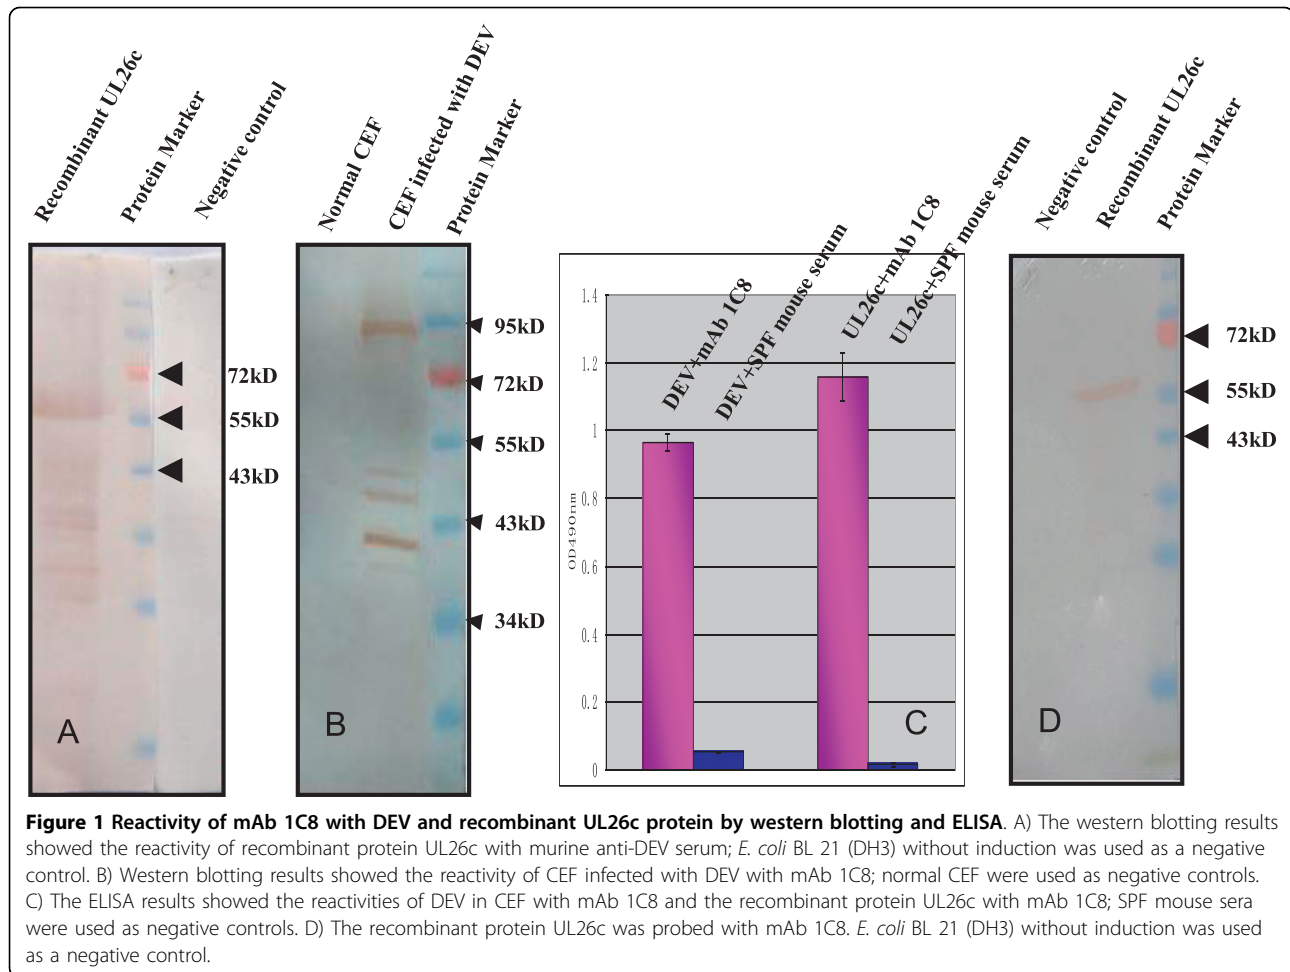 Recombinant UL26c
Protein Marker
Negative control
72kD
55kD
43kD
A
Normal CEF
CEF infected with DEV
Protein Marker
95kD
72kD
55kD
43kD
34kD
B
DEV+mAb 1C8
DEV+SPF mouse serum
UL26c+mAb 1C8
UL26c+SPF mouse serum
OD490nm
1.4
1.2
1
0.8
0.6
0.4
0.2
0
C
Negative control
Recombinant UL26c
Protein Marker
72kD
55kD
43kD
D
Figure 1 Reactivity of mAb 1C8 with DEV and recombinant UL26c protein by western blotting and ELISA. A) The western blotting results
showed the reactivity of recombinant protein UL26c with murine anti-DEV serum; E. coli BL 21 (DH3) without induction was used as a negative
control. B) Western blotting results showed the reactivity of CEF infected with DEV with mAb 1C8; normal CEF were used as negative controls.
C) The ELISA results showed the reactivities of DEV in CEF with mAb 1C8 and the recombinant protein UL26c with mAb 1C8; SPF mouse sera
were used as negative controls. D) The recombinant protein UL26c was probed with mAb 1C8. E. coli BL 21 (DH3) without induction was used
as a negative control.